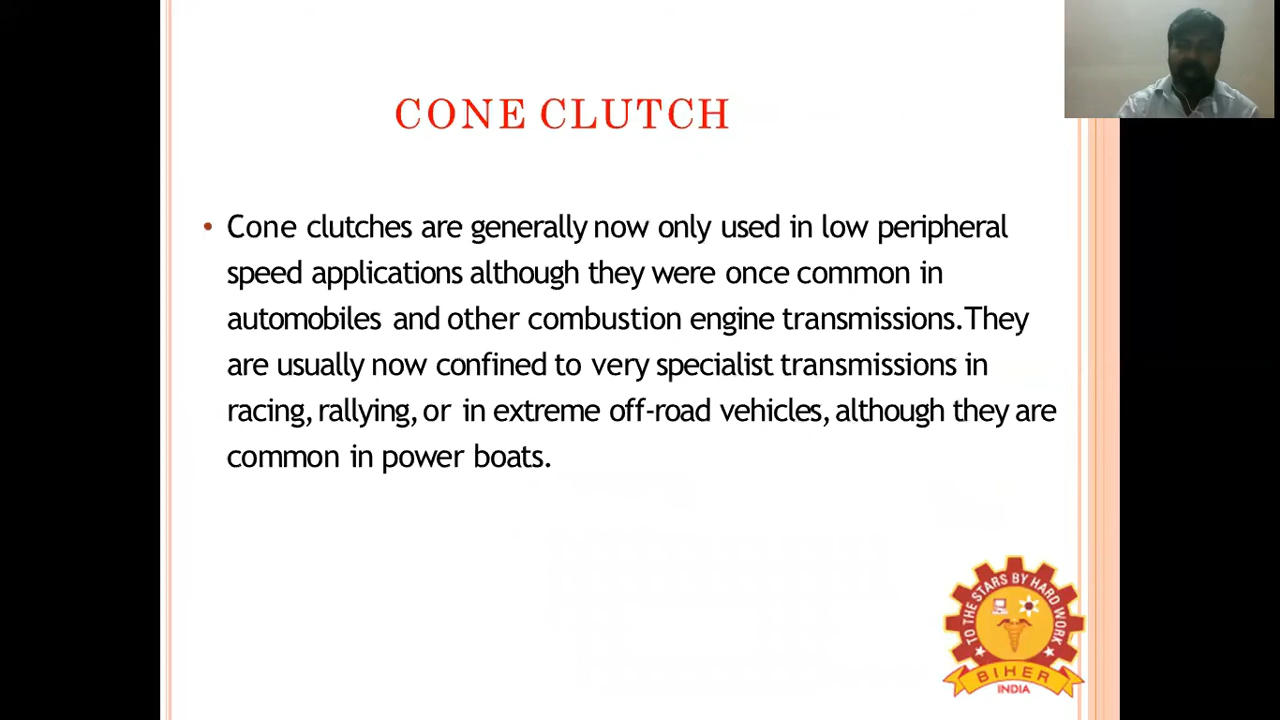 CONE CLUTCH
• Cone clutches are generally now only used in low peripheral
speed applications although they were once common in
automobiles and other combustion engine transmissions.They
are usually now confined to very specialist transmissions in
racing, rallying, or in extreme off-road vehicles, although they are
common in power boats.
TO THE STARS BY HARD WORK
BIHER
INDIA